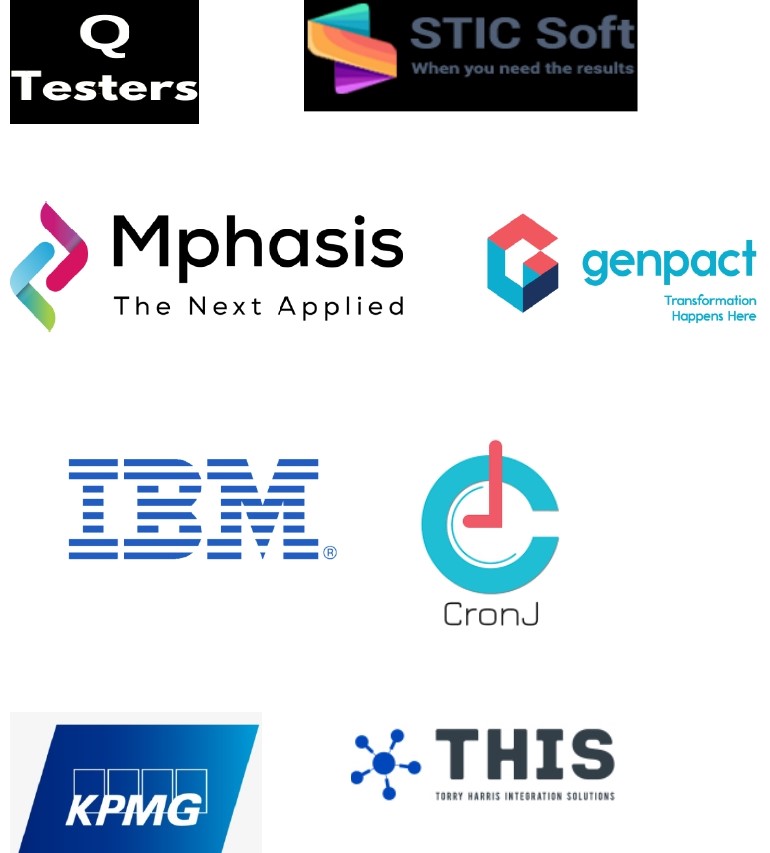 Q
Testers
STIC Soft
When you need the results
Mphasis
The Next Applied
genpact
Transformation
Happens Here
IBM®
CronJ
KPMG
THIS
TORRY HARRIS INTEGRATION SOLUTIONS